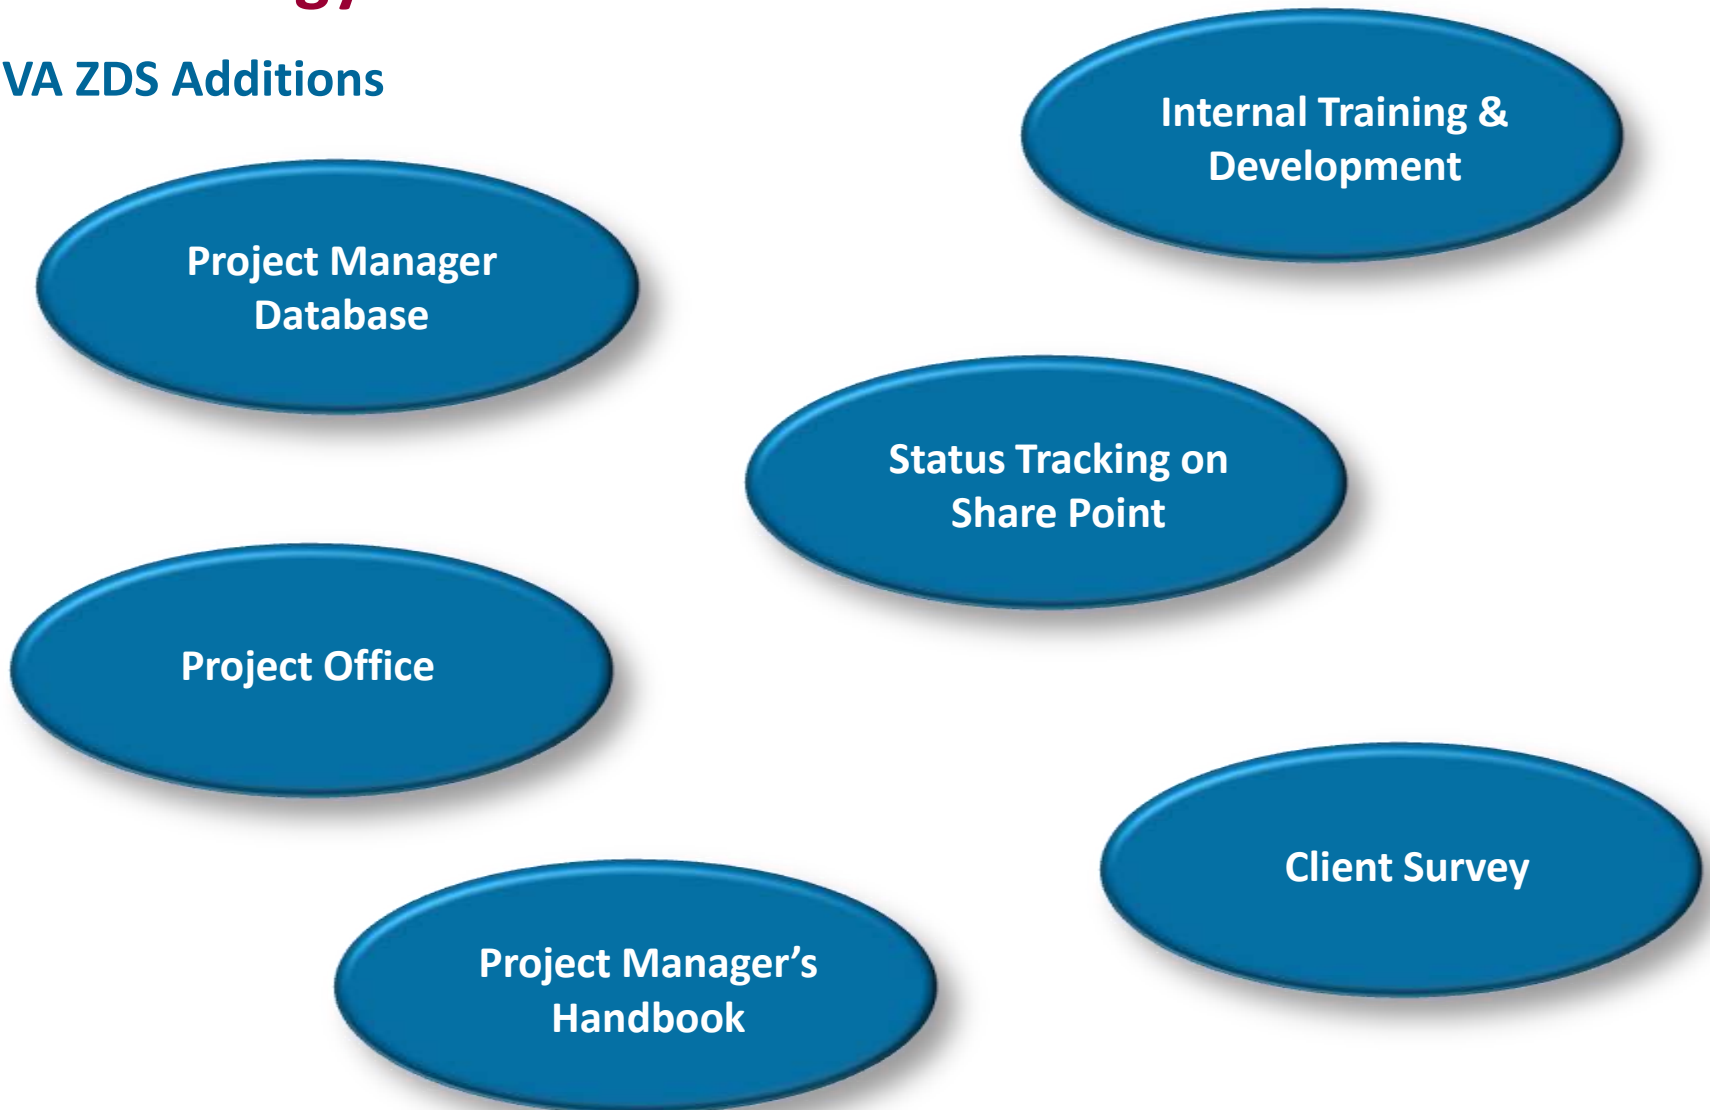 VA ZDS Additions
Internal Training &
Development
Project Manager
Database
Status Tracking on
Share Point
Project Office
Client Survey
Project Manager’s
Handbook